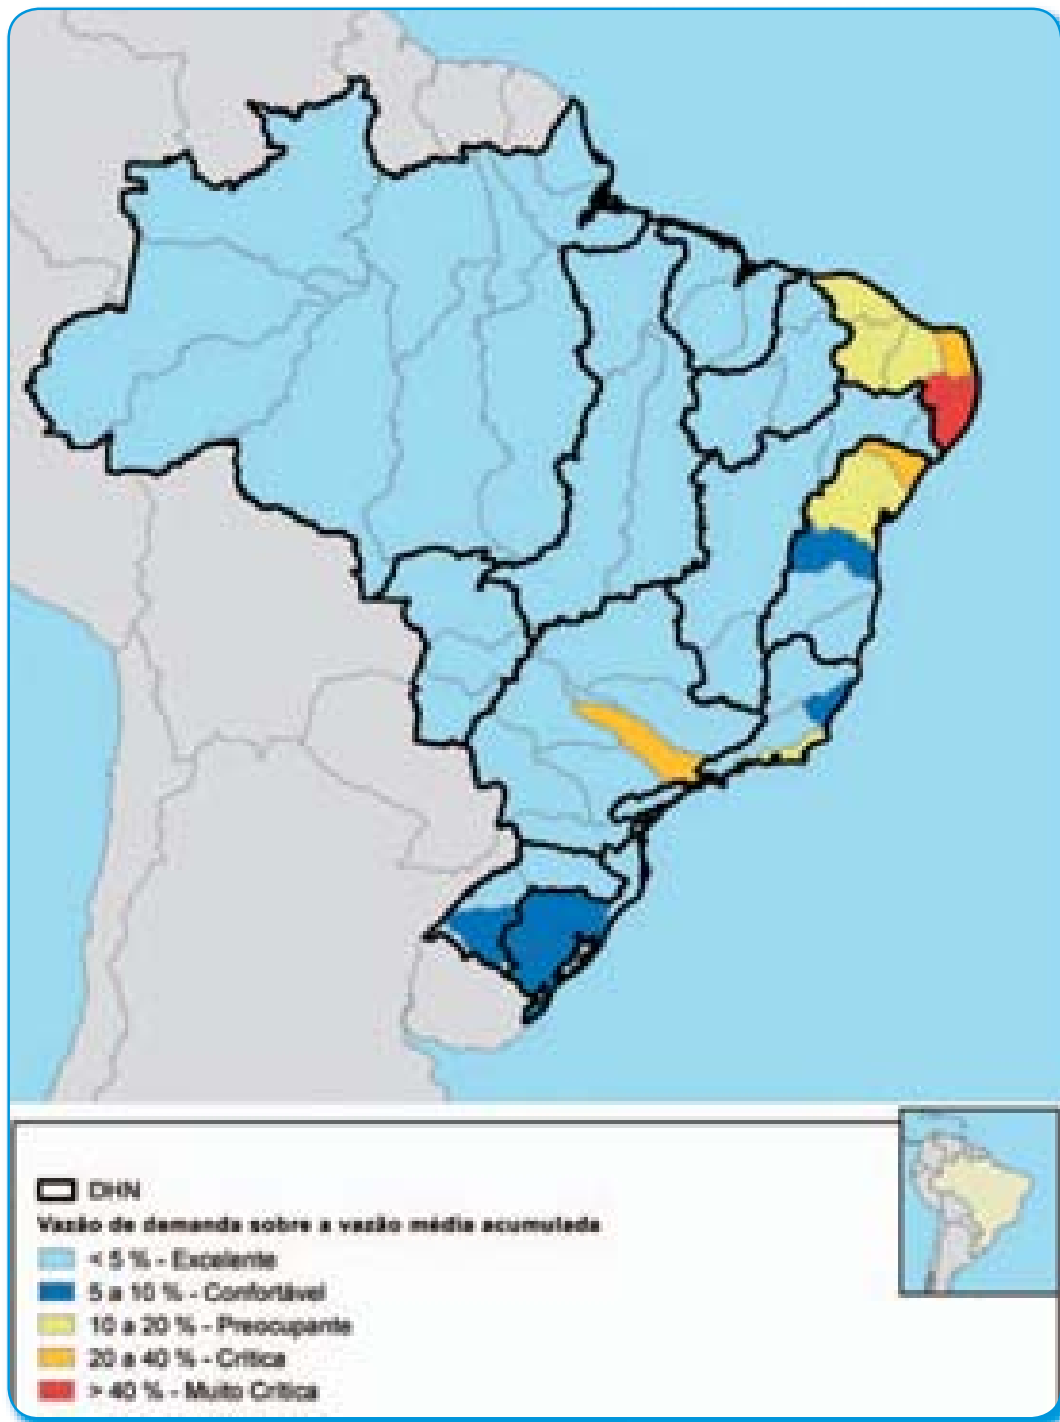 DHN
Vazão de demanda sobre a vazão média acumulada
< 5 % - Excelente
5 a 10 % - Confortável
10 a 20 % - Preocupante
20 a 40 % - Crítica
> 40 % - Muito Crítica